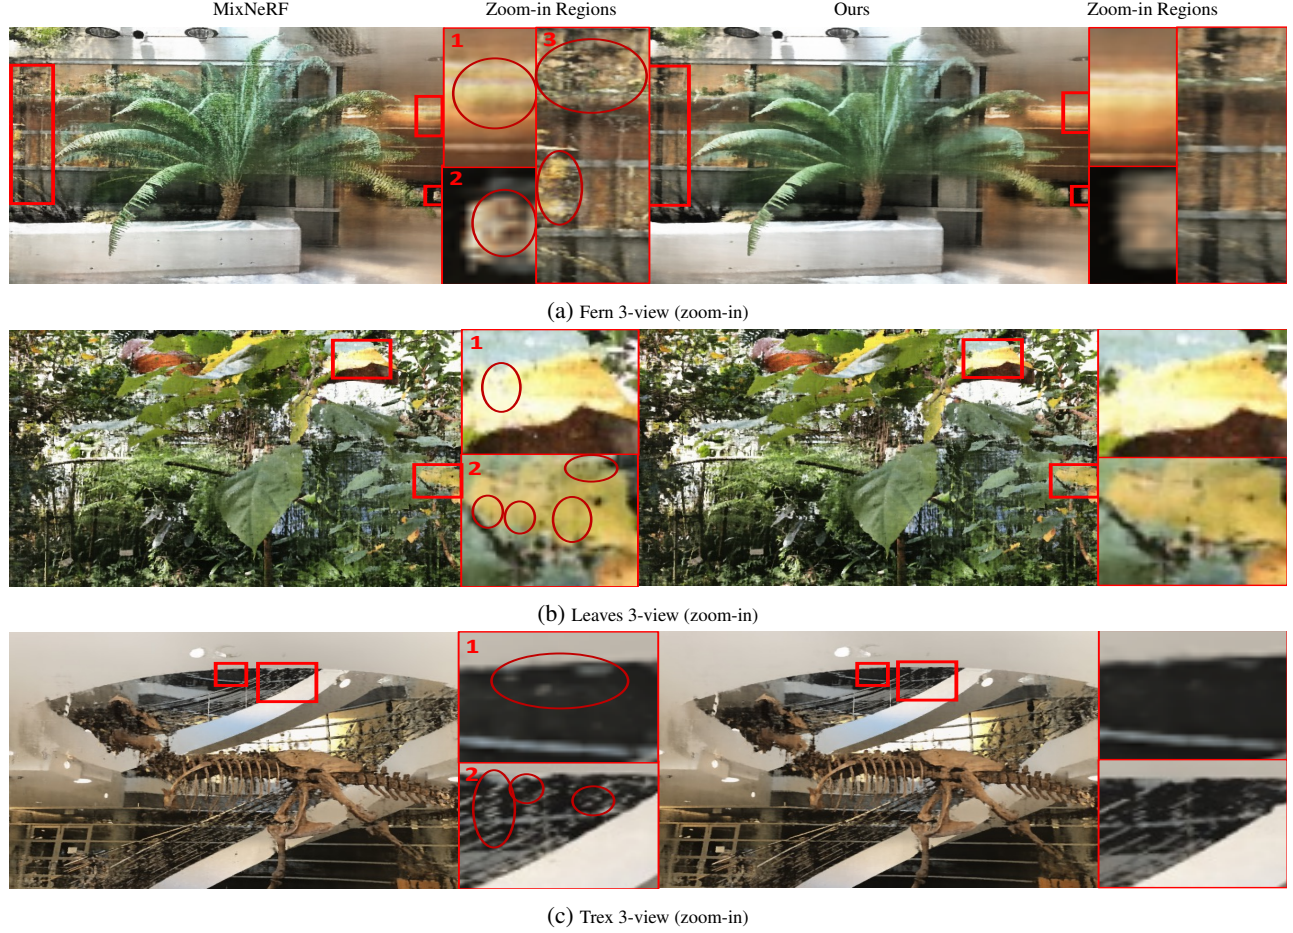 MixNeRF Zoom-in Regions Ours Zoom-in Regions
1 3
2
(a) Fern 3-view (zoom-in)
1
2
(b) Leaves 3-view (zoom-in)
1
2
(c) Trex 3-view (zoom-in)